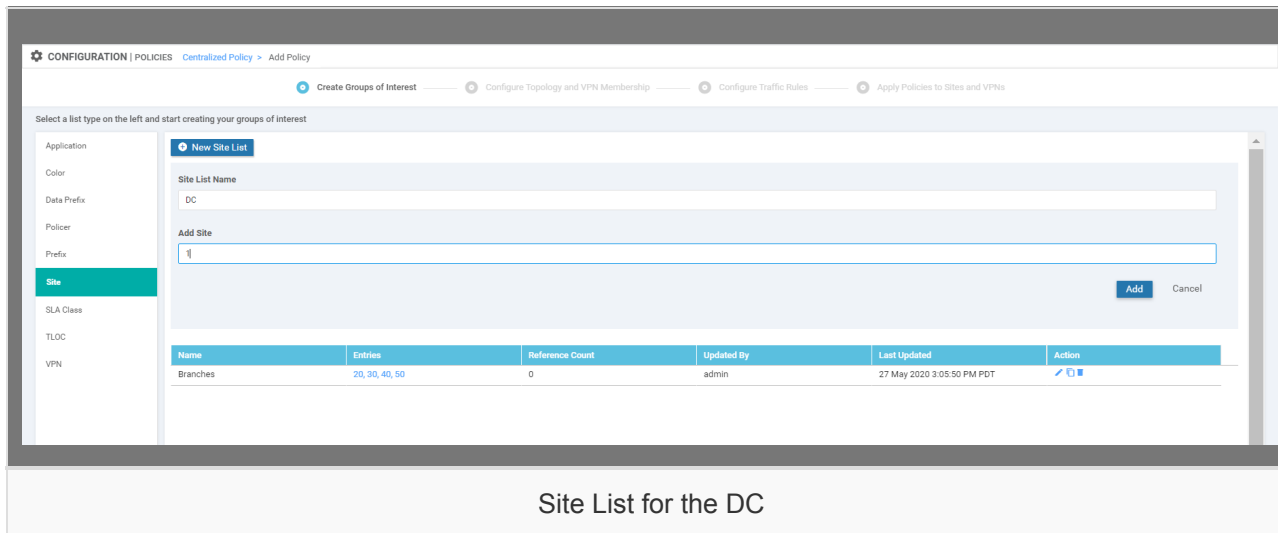 CONFIGURATION | POLICIES Centralized Policy > Add Policy
Create Groups of Interest Configure Topology and VPN Membership Configure Traffic Rules Apply Policies to Sites and VPNs
Select a list type on the left and start creating your groups of interest
Application
Color
Data Prefix
Policer
Prefix
Site
SLA Class
TLOC
VPN
New Site List
Site List Name
DC
Add Site
1
Add Cancel
Name Entries Reference Count Updated By Last Updated Action
Branches 20, 30, 40, 50 0 admin 27 May 2020 3:05:50 PM PDT
Site List for the DC